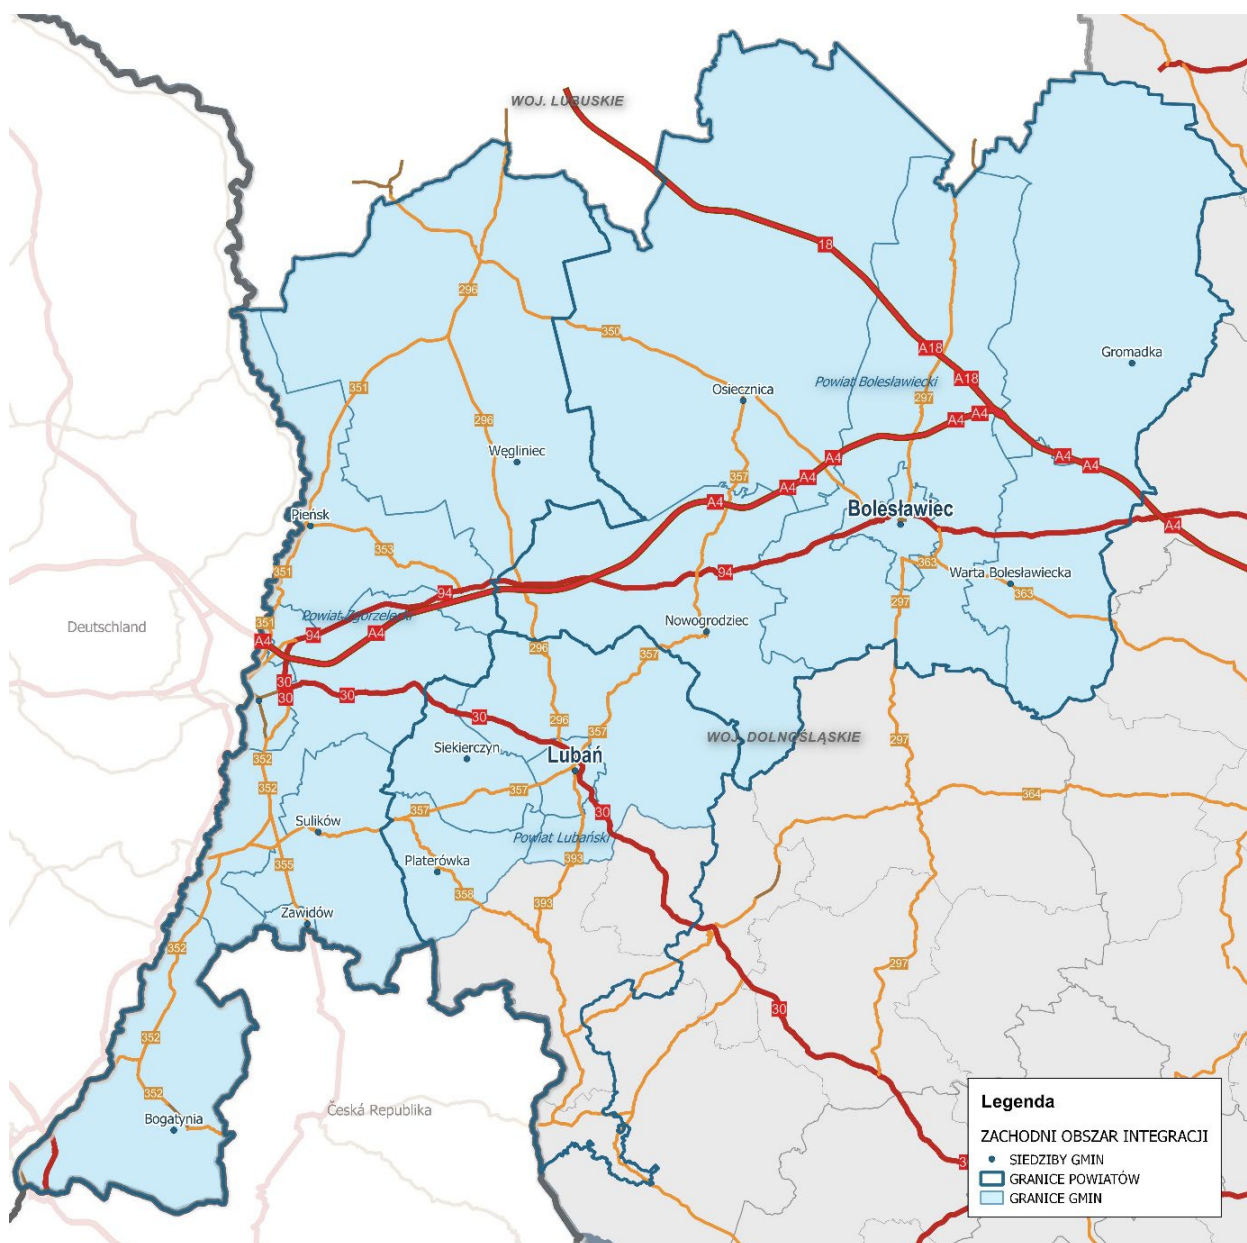 WOJ. LUBUSKIE
18
296
350
A18
Gromadka
Powiat Bolesławiecki
A18
351
Osiecznica
297
A4
A4
296
Węgliniec
A4
A4
A4
357
A4
A4
A4
Bolesławiec
A4
Pieńsk
353
363
Warta Bolesławiecka
351
94
94
363
297
Powiat Zgorzelecki
Nowogrodziec
351
Deutschland
94
A4
A4
296
357
30
30
30
30
296
357
WOJ. DOLNOŚLĄSKIE
297
Siekierczyn
Lubań
352
352
357
364
357
30
Sulików
Powiat Lubański
Platerówka
393
355
358
393
Zawidów
352
297
30
352
352
Bogatynia
Česká Republika
Legenda
ZACHODNI OBSZAR INTEGRACJI
SIEDZIBY GMIN
GRANICE POWIATÓW
GRANICE GMIN